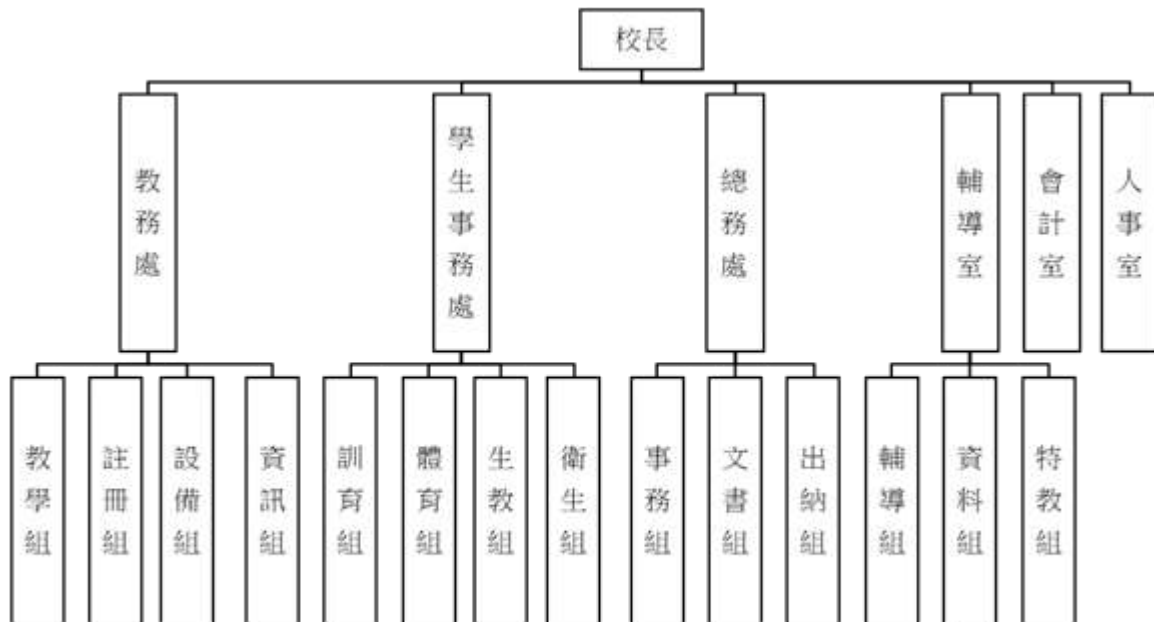 校長
教務處
學生事務處
總務處
輔導室
會計室
人事室
教學組
註冊組
設備組
資訊組
訓育組
體育組
生教組
衛生組
事務組
文書組
出納組
輔導組
資料組
特教組